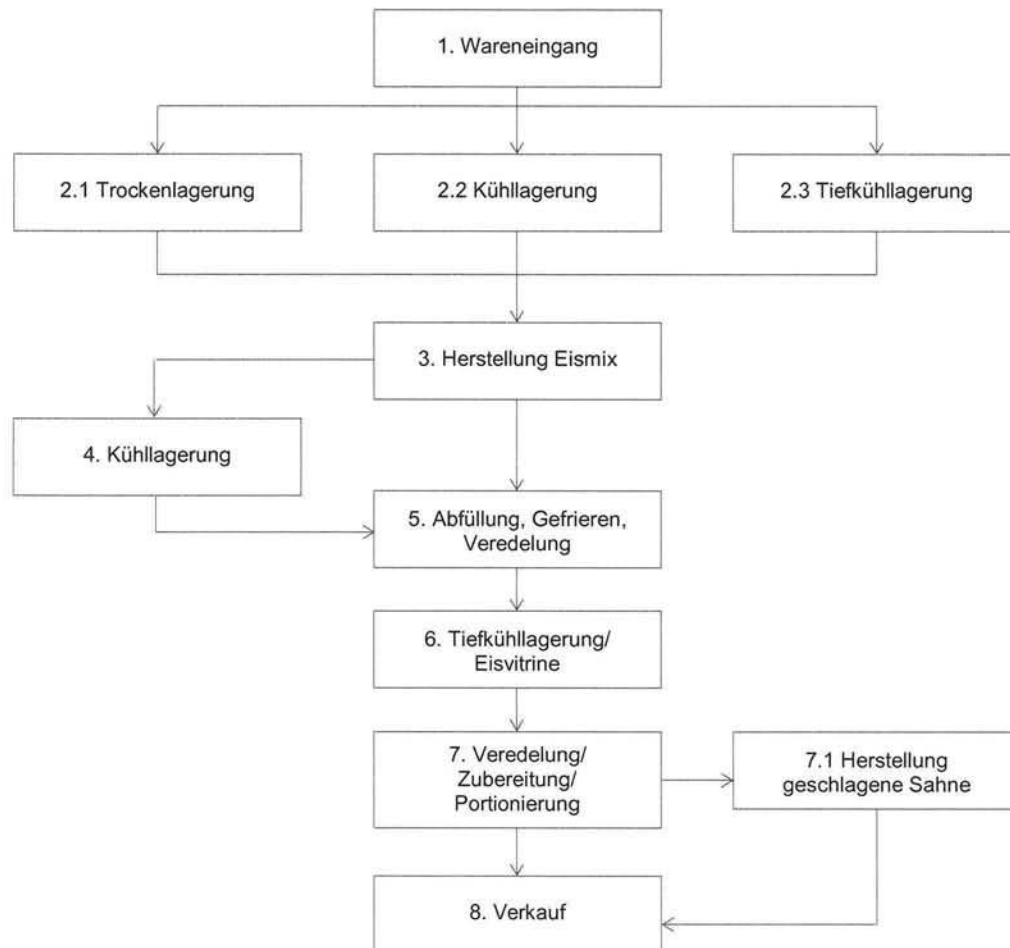 1. Wareneingang
2.1 Trockenlagerung
2.2 Kühllagerung
2.3 Tiefkühllagerung
3. Herstellung Eismix
4. Kühllagerung
5. Abfüllung, Gefrieren,
Veredelung
6. Tiefkühllagerung/
Eisvitrine
7. Veredelung/
Zubereitung/
Portionierung
7.1 Herstellung
geschlagene Sahne
8. Verkauf